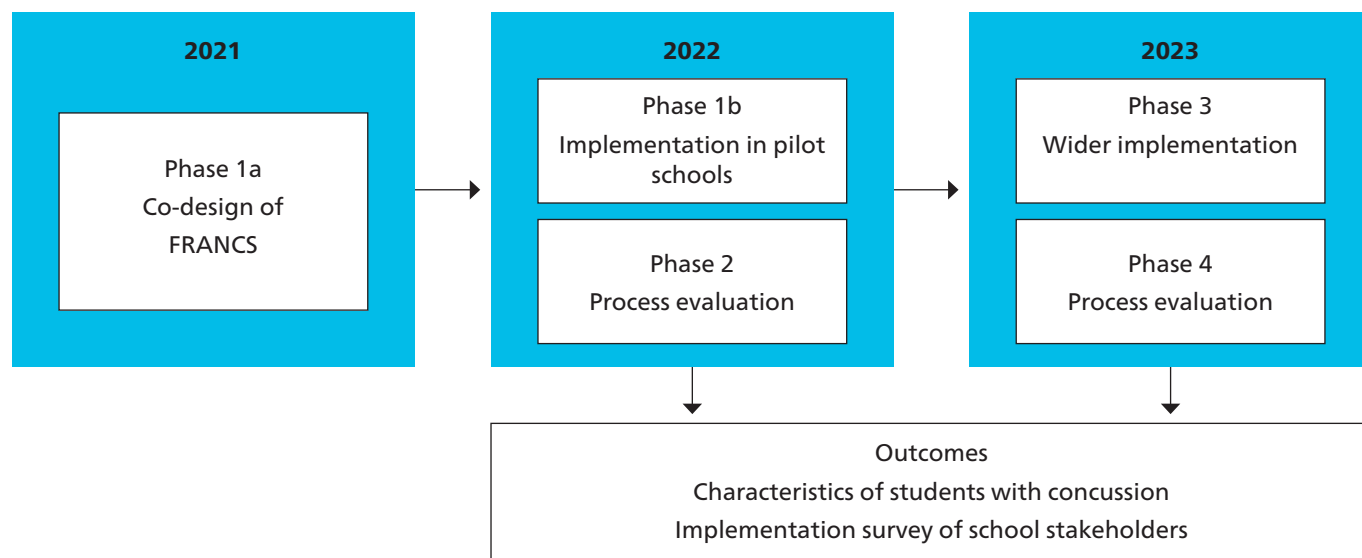 2021
Phase 1a
Co-design of
FRANCS
2022
Phase 1b
Implementation in pilot
schools
Phase 2
Process evaluation
2023
Phase 3
Wider implementation
Phase 4
Process evaluation
Outcomes
Characteristics of students with concussion
Implementation survey of school stakeholders